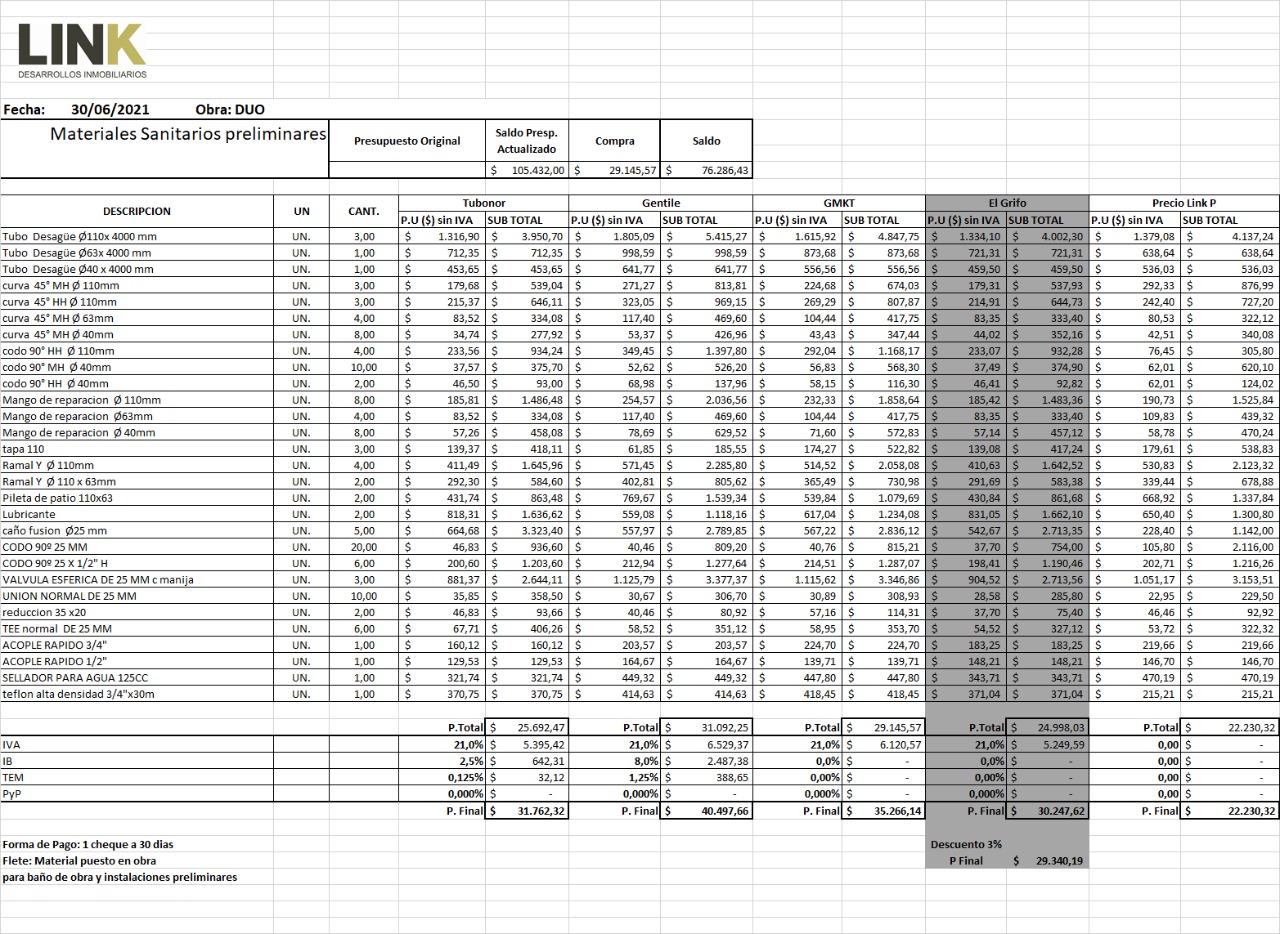 LINK
DESARROLLOS INMOBILIARIOS
Fecha: 30/06/2021 Obra: DUO
Materiales Sanitarios preliminares Presupuesto Original Saldo Presp. Actualizado Compra Saldo
$ 105.432,00 $ 29.145,57 $ 76.286,43
DESCRIPCION UN CANT. Tubonor Gentile GMKT El Grifo Precio Link P
P.U ($) sin IVA SUB TOTAL P.U ($) sin IVA SUB TOTAL P.U ($) sin IVA SUB TOTAL P.U ($) sin IVA SUB TOTAL P.U ($) sin IVA SUB TOTAL
Tubo Desagüe Ø110x 4000 mm UN. 3,00 $ 1.316,90 $ 3.950,70 $ 1.805,09 $ 5.415,27 $ 1.615,92 $ 4.847,75 $ 1.334,10 $ 4.002,30 $ 1.379,08 $ 4.137,24
Tubo Desagüe Ø63x 4000 mm UN. 1,00 $ 712,35 $ 712,35 $ 998,59 $ 998,59 $ 873,68 $ 873,68 $ 721,31 $ 721,31 $ 638,64 $ 638,64
Tubo Desagüe Ø40 x 4000 mm UN. 1,00 $ 453,65 $ 453,65 $ 641,77 $ 641,77 $ 556,56 $ 556,56 $ 459,50 $ 459,50 $ 536,03 $ 536,03
curva 45° MH Ø 110mm UN. 3,00 $ 179,68 $ 539,04 $ 271,27 $ 813,81 $ 224,68 $ 674,03 $ 179,31 $ 537,93 $ 292,33 $ 876,99
curva 45° HH Ø 110mm UN. 3,00 $ 215,37 $ 646,11 $ 323,05 $ 969,15 $ 269,29 $ 807,87 $ 214,91 $ 644,73 $ 242,40 $ 727,20
curva 45° MH Ø 63mm UN. 4,00 $ 83,52 $ 334,08 $ 117,40 $ 469,60 $ 104,44 $ 417,75 $ 83,35 $ 333,40 $ 80,53 $ 322,12
curva 45° MH Ø 40mm UN. 8,00 $ 34,74 $ 277,92 $ 53,37 $ 426,96 $ 43,43 $ 347,44 $ 44,02 $ 352,16 $ 42,51 $ 340,08
codo 90° HH Ø 110mm UN. 4,00 $ 233,56 $ 934,24 $ 349,45 $ 1.397,80 $ 292,04 $ 1.168,17 $ 233,07 $ 932,28 $ 76,45 $ 305,80
codo 90° MH Ø 40mm UN. 10,00 $ 37,57 $ 375,70 $ 52,62 $ 526,20 $ 56,83 $ 568,30 $ 37,49 $ 374,90 $ 62,01 $ 620,10
codo 90° HH Ø 40mm UN. 2,00 $ 46,50 $ 93,00 $ 68,98 $ 137,96 $ 58,15 $ 116,30 $ 46,41 $ 92,82 $ 62,01 $ 124,02
Mango de reparacion Ø 110mm UN. 8,00 $ 185,81 $ 1.486,48 $ 254,57 $ 2.036,56 $ 232,33 $ 1.858,64 $ 185,42 $ 1.483,36 $ 190,73 $ 1.525,84
Mango de reparacion Ø63mm UN. 4,00 $ 83,52 $ 334,08 $ 117,40 $ 469,60 $ 104,44 $ 417,75 $ 83,35 $ 333,40 $ 109,83 $ 439,32
Mango de reparacion Ø 40mm UN. 8,00 $ 57,26 $ 458,08 $ 78,69 $ 629,52 $ 71,60 $ 572,83 $ 57,14 $ 457,12 $ 58,78 $ 470,24
tapa 110 UN. 3,00 $ 139,37 $ 418,11 $ 61,85 $ 185,55 $ 174,27 $ 522,82 $ 139,08 $ 417,24 $ 179,61 $ 538,83
Ramal Y Ø 110mm UN. 4,00 $ 411,49 $ 1.645,96 $ 571,45 $ 2.285,80 $ 514,52 $ 2.058,08 $ 410,63 $ 1.642,52 $ 530,83 $ 2.123,32
Ramal Y Ø 110 x 63mm UN. 2,00 $ 292,30 $ 584,60 $ 402,81 $ 805,62 $ 365,49 $ 730,98 $ 291,69 $ 583,38 $ 339,44 $ 678,88
Pileta de patio 110x63 UN. 2,00 $ 431,74 $ 863,48 $ 769,67 $ 1.539,34 $ 539,84 $ 1.079,69 $ 430,84 $ 861,68 $ 668,92 $ 1.337,84
Lubricante UN. 2,00 $ 818,31 $ 1.636,62 $ 559,08 $ 1.118,16 $ 617,04 $ 1.234,08 $ 831,05 $ 1.662,10 $ 650,40 $ 1.300,80
caño fusion Ø25 mm UN. 5,00 $ 664,68 $ 3.323,40 $ 557,97 $ 2.789,85 $ 567,22 $ 2.836,12 $ 542,67 $ 2.713,35 $ 228,40 $ 1.142,00
CODO 90º 25 MM UN. 20,00 $ 46,83 $ 936,60 $ 40,46 $ 809,20 $ 40,76 $ 815,21 $ 37,70 $ 754,00 $ 105,80 $ 2.116,00
CODO 90º 25 X 1/2" H UN. 6,00 $ 200,60 $ 1.203,60 $ 212,94 $ 1.277,64 $ 214,51 $ 1.287,07 $ 198,41 $ 1.190,46 $ 202,71 $ 1.216,26
VALVULA ESFERICA DE 25 MM c manija UN. 3,00 $ 881,37 $ 2.644,11 $ 1.125,79 $ 3.377,37 $ 1.115,62 $ 3.346,86 $ 904,52 $ 2.713,56 $ 1.051,17 $ 3.153,51
UNION NORMAL DE 25 MM UN. 10,00 $ 35,85 $ 358,50 $ 30,67 $ 306,70 $ 30,89 $ 308,93 $ 28,58 $ 285,80 $ 22,95 $ 229,50
reduccion 35 x20 UN. 2,00 $ 46,83 $ 93,66 $ 40,46 $ 80,92 $ 57,16 $ 114,31 $ 37,70 $ 75,40 $ 46,46 $ 92,92
TEE normal DE 25 MM UN. 6,00 $ 67,71 $ 406,26 $ 58,52 $ 351,12 $ 58,95 $ 353,70 $ 54,52 $ 327,12 $ 53,72 $ 322,32
ACOPLE RAPIDO 3/4" UN. 1,00 $ 160,12 $ 160,12 $ 203,57 $ 203,57 $ 224,70 $ 224,70 $ 183,25 $ 183,25 $ 219,66 $ 219,66
ACOPLE RAPIDO 1/2" UN. 1,00 $ 129,53 $ 129,53 $ 164,67 $ 164,67 $ 139,71 $ 139,71 $ 148,21 $ 148,21 $ 146,70 $ 146,70
SELLADOR PARA AGUA 125CC UN. 1,00 $ 321,74 $ 321,74 $ 449,32 $ 449,32 $ 447,80 $ 447,80 $ 343,71 $ 343,71 $ 470,19 $ 470,19
teflon alta densidad 3/4"x30m UN. 1,00 $ 370,75 $ 370,75 $ 414,63 $ 414,63 $ 418,45 $ 418,45 $ 371,04 $ 371,04 $ 215,21 $ 215,21
P.Total $ 25.692,47 P.Total $ 31.092,25 P.Total $ 29.145,57 P.Total $ 24.998,03 P.Total $ 22.230,32
IVA 21,0% $ 5.395,42 21,0% $ 6.529,37 21,0% $ 6.120,57 21,0% $ 5.249,59 0,00 $ -
IB 2,5% $ 642,31 8,0% $ 2.487,38 0,0% $ - 0,0% $ - 0,00 $ -
TEM 0,125% $ 32,12 1,25% $ 388,65 0,00% $ - 0,00% $ - 0,00 $ -
PyP 0,000% $ - 0,000% $ - 0,000% $ - 0,000% $ - 0,00 $ -
P. Final $ 31.762,32 P. Final $ 40.497,66 P. Final $ 35.266,14 P. Final $ 30.247,62 P. Final $ 22.230,32
Forma de Pago: 1 cheque a 30 dias Descuento 3%
Flete: Material puesto en obra P Final $ 29.340,19
para baño de obra y instalaciones preliminares